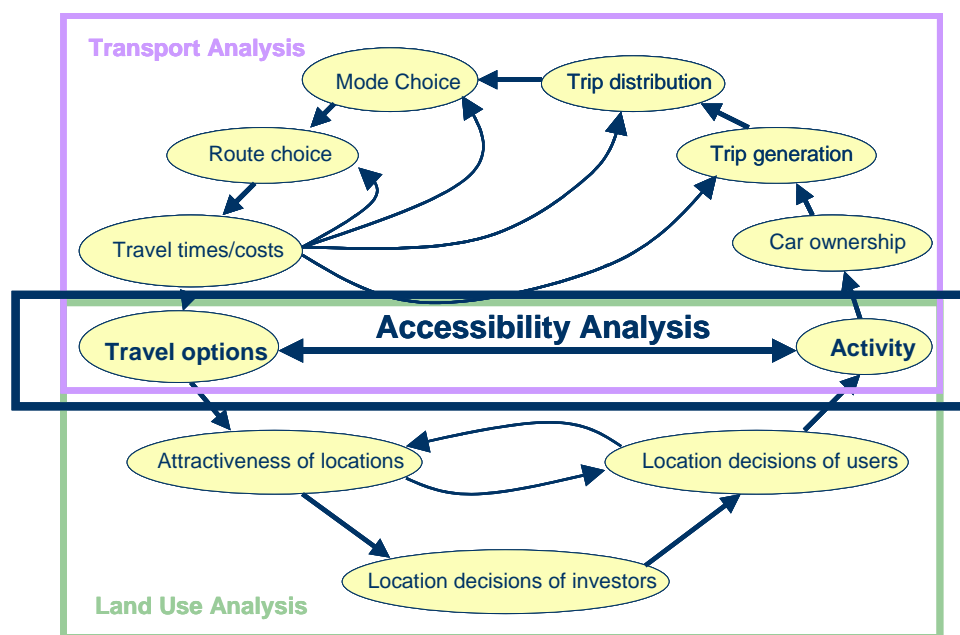 Transport Analysis
Mode Choice
Trip distribution
Route choice
Trip generation
Travel times/costs
Car ownership
Accessibility Analysis
Travel options
Activity
Attractiveness of locations
Location decisions of users
Location decisions of investors
Land Use Analysis